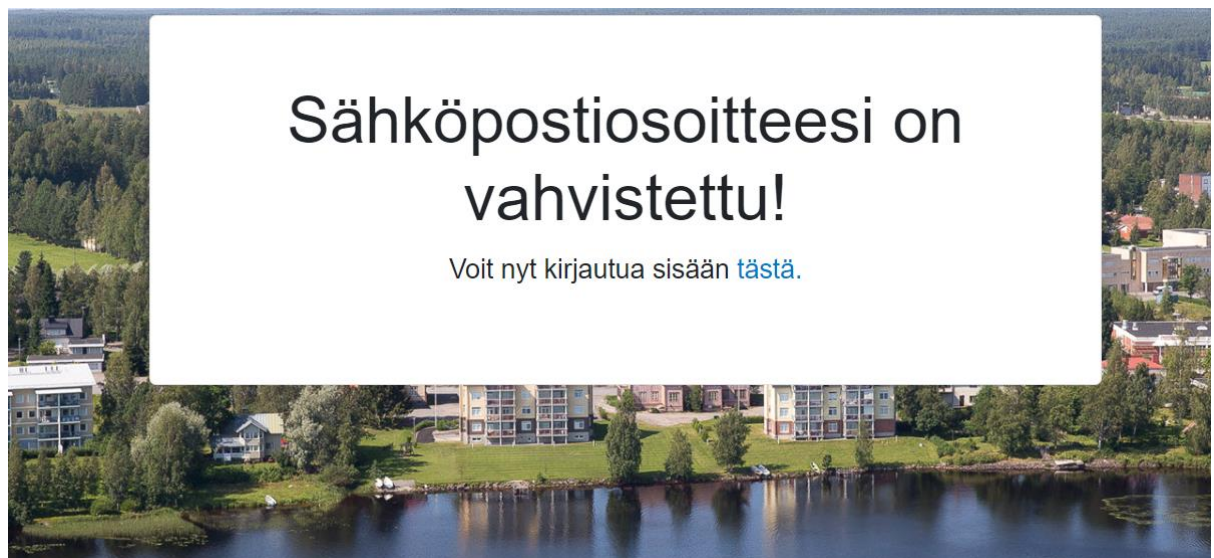 Sähköpostiosoitteesi on
vahvistettu!
Voit nyt kirjautua sisään tästä.